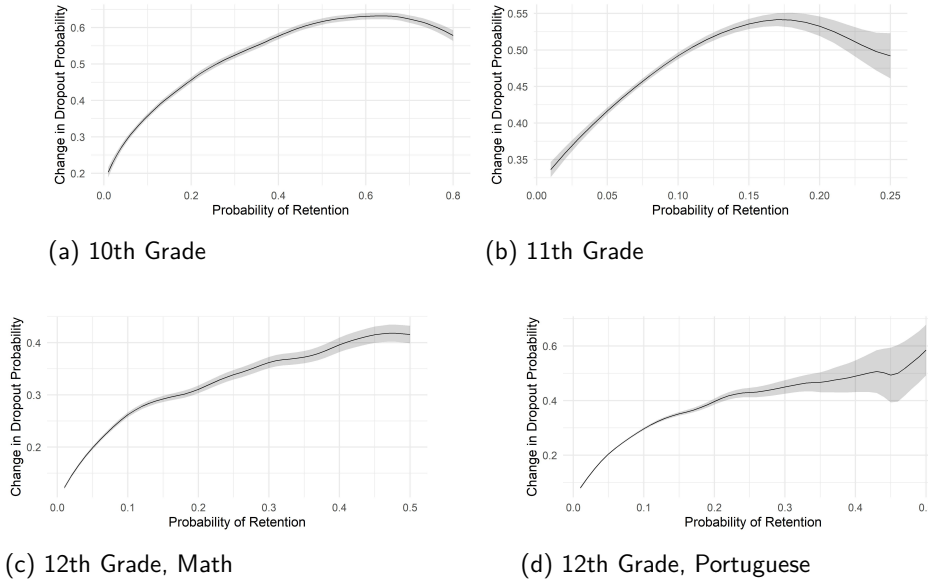 Change in Dropout Probability
0.6
0.5
0.4
0.3
0.2
0.0 0.2 0.4 0.6 0.8
Probability of Retention
(a) 10th Grade
Change in Dropout Probability
0.55
0.50
0.45
0.40
0.35
0.00 0.05 0.10 0.15 0.20 0.25
Probability of Retention
(b) 11th Grade
Change in Dropout Probability
0.4
0.3
0.2
0.0 0.1 0.2 0.3 0.4 0.5
Probability of Retention
(c) 12th Grade, Math
Change in Dropout Probability
0.6
0.4
0.2
0.0 0.1 0.2 0.3 0.4
Probability of Retention
(d) 12th Grade, Portuguese